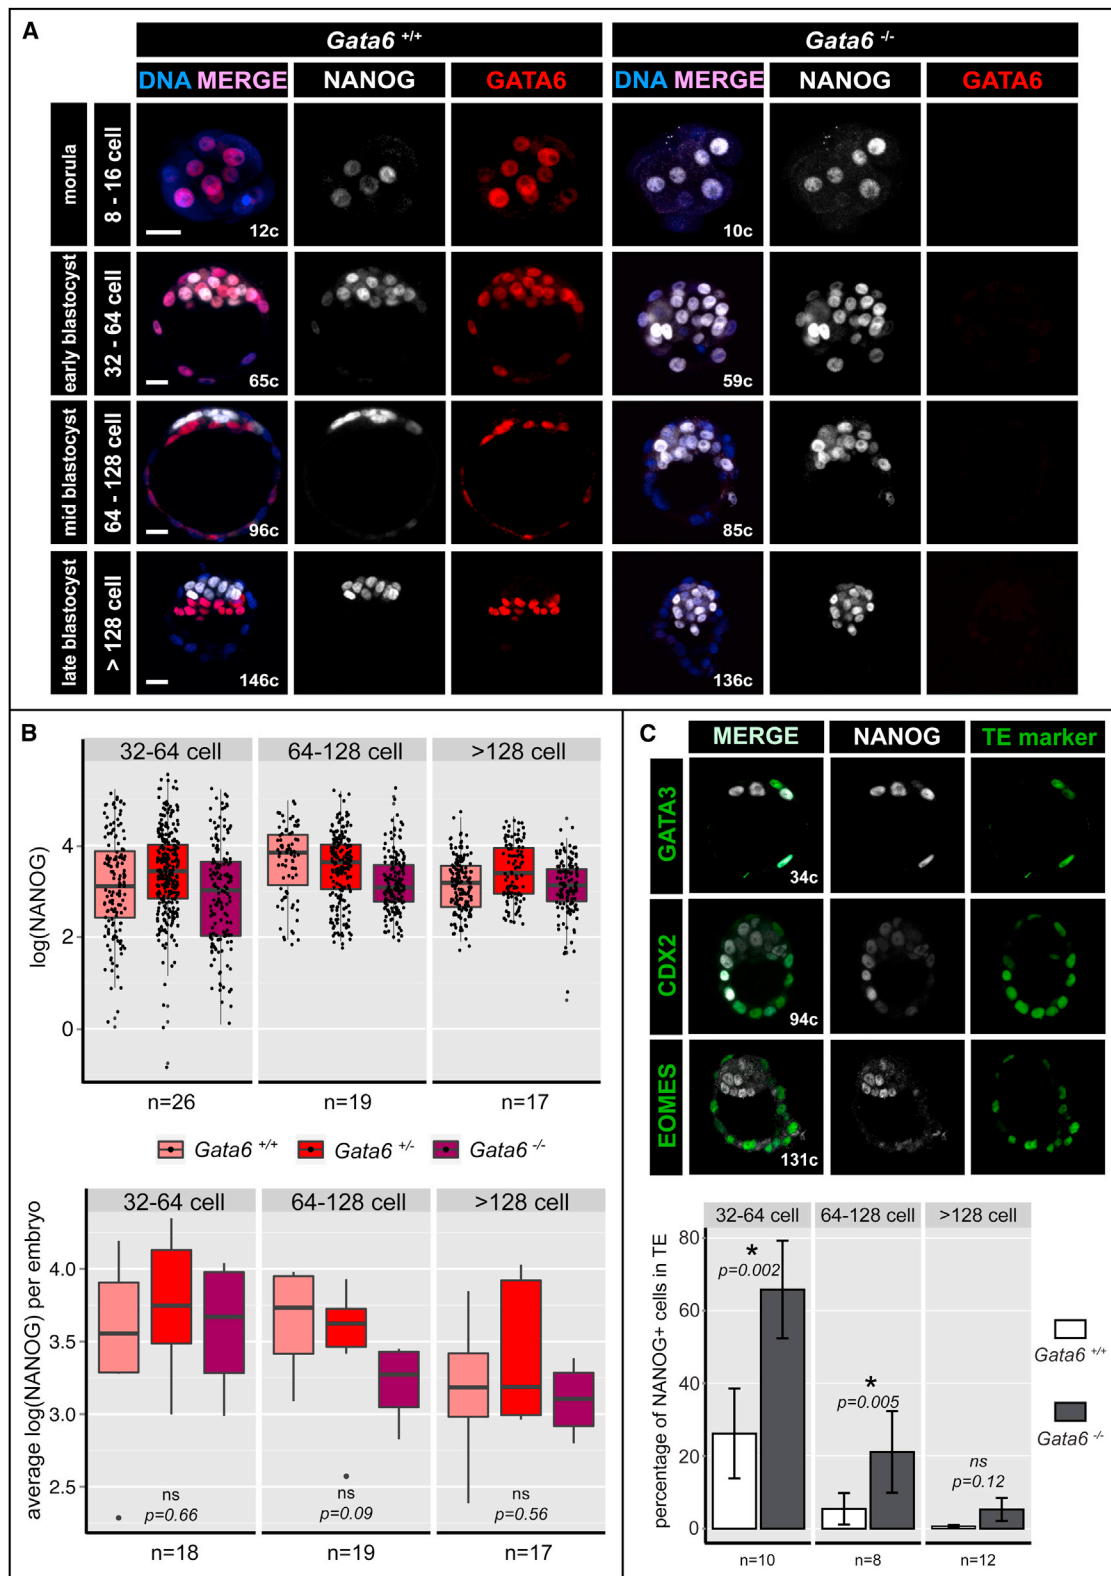 A
Gata6 +/+
Gata6 -/-
DNA MERGE
NANOG
GATA6
DNA MERGE
NANOG
GATA6
morula
8 - 16 cell
12c
10c
early blastocyst
32 - 64 cell
65c
59c
mid blastocyst
64 - 128 cell
96c
85c
late blastocyst
> 128 cell
146c
136c
B
32-64 cell
64-128 cell
>128 cell
log(NANOG)
4
2
0
n=26
n=19
n=17
Gata6 +/+
Gata6 +/-
Gata6 -/-
32-64 cell
64-128 cell
>128 cell
average log(NANOG) per embryo
4.0
3.5
3.0
2.5
ns
p=0.66
ns
p=0.09
ns
p=0.56
n=18
n=19
n=17
C
MERGE
NANOG
TE marker
GATA3
34c
CDX2
94c
EOMES
131c
32-64 cell
64-128 cell
>128 cell
percentage of NANOG+ cells in TE
80
60
40
20
0
*
p=0.002
*
p=0.005
ns
p=0.12
Gata6 +/+
Gata6 -/-
n=10
n=8
n=12